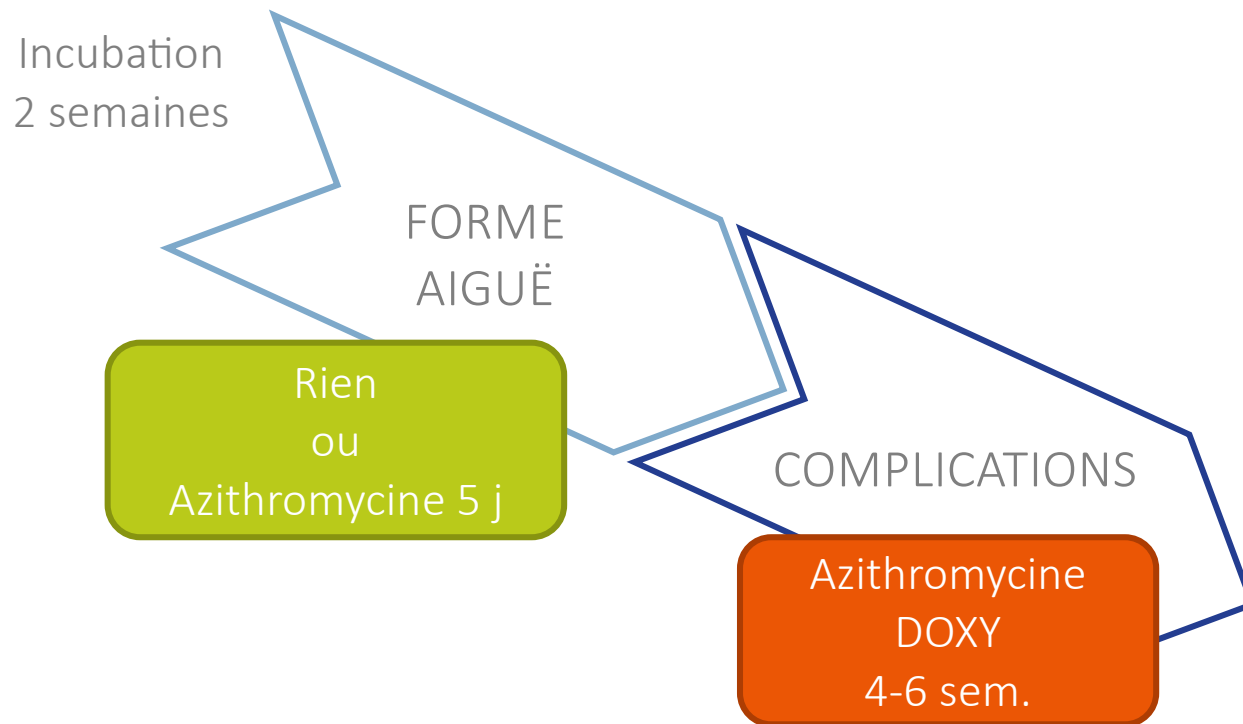 Incubation
2 semaines
FORME
AIGUË
Rien
ou
Azithromycine 5 j
COMPLICATIONS
Azithromycine
DOXY
4-6 sem.